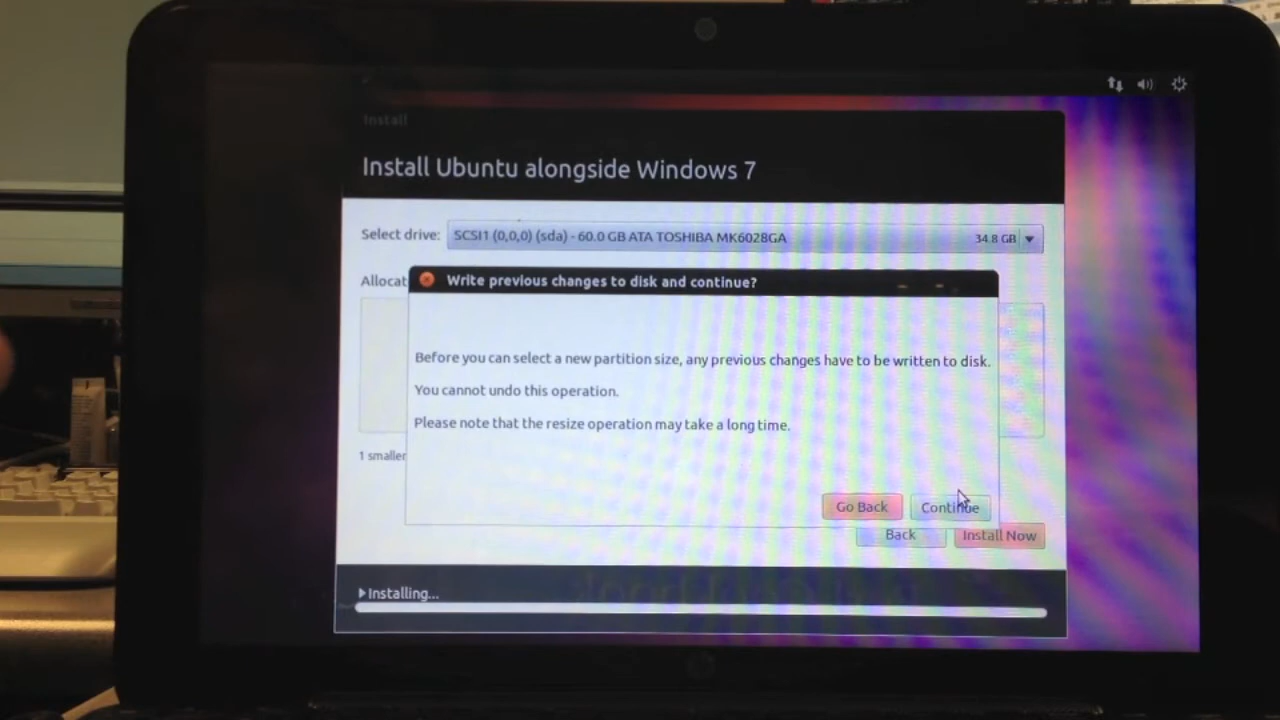 Install
Install Ubuntu alongside Windows 7
Select drive: SCSI1 (0,0,0) (sda) - 60.0 GB ATA TOSHIBA MK6028GA 34.8 GB
Allocat
Write previous changes to disk and continue?
Before you can select a new partition size, any previous changes have to be written to disk.
You cannot undo this operation.
Please note that the resize operation may take a long time.
1 smaller
Go Back Continue
Back Install Now
Installing...